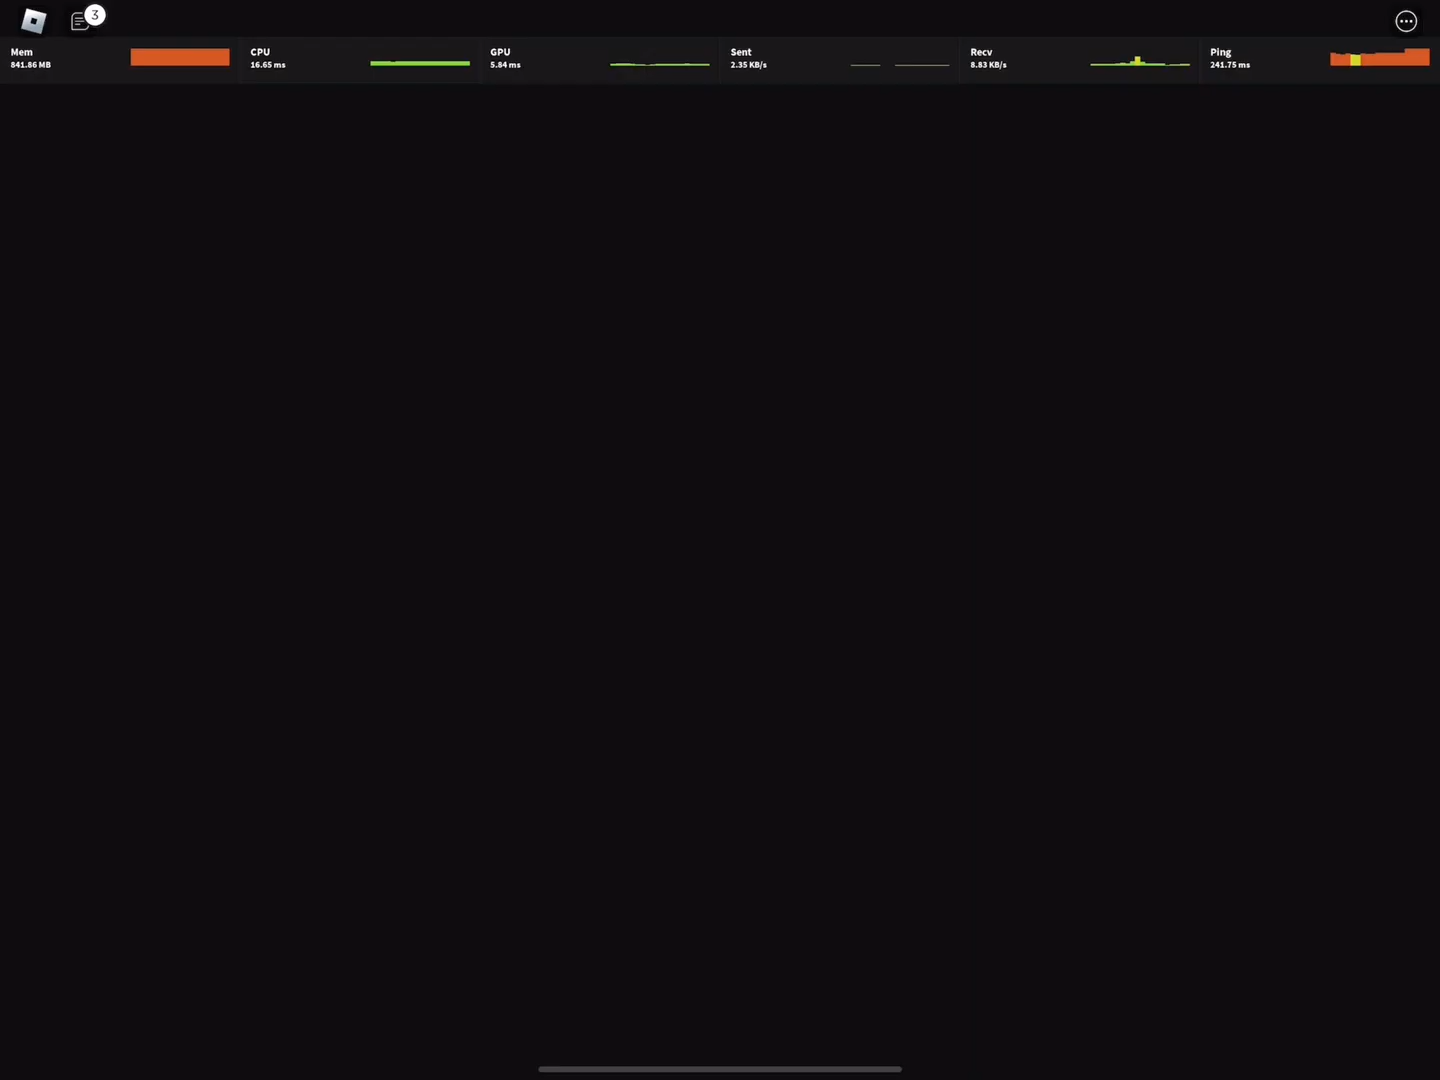 3
Mem
841.86 MB
CPU
16.65 ms
GPU
5.84 ms
Sent
2.35 KB/s
Recv
8.83 KB/s
Ping
241.75 ms